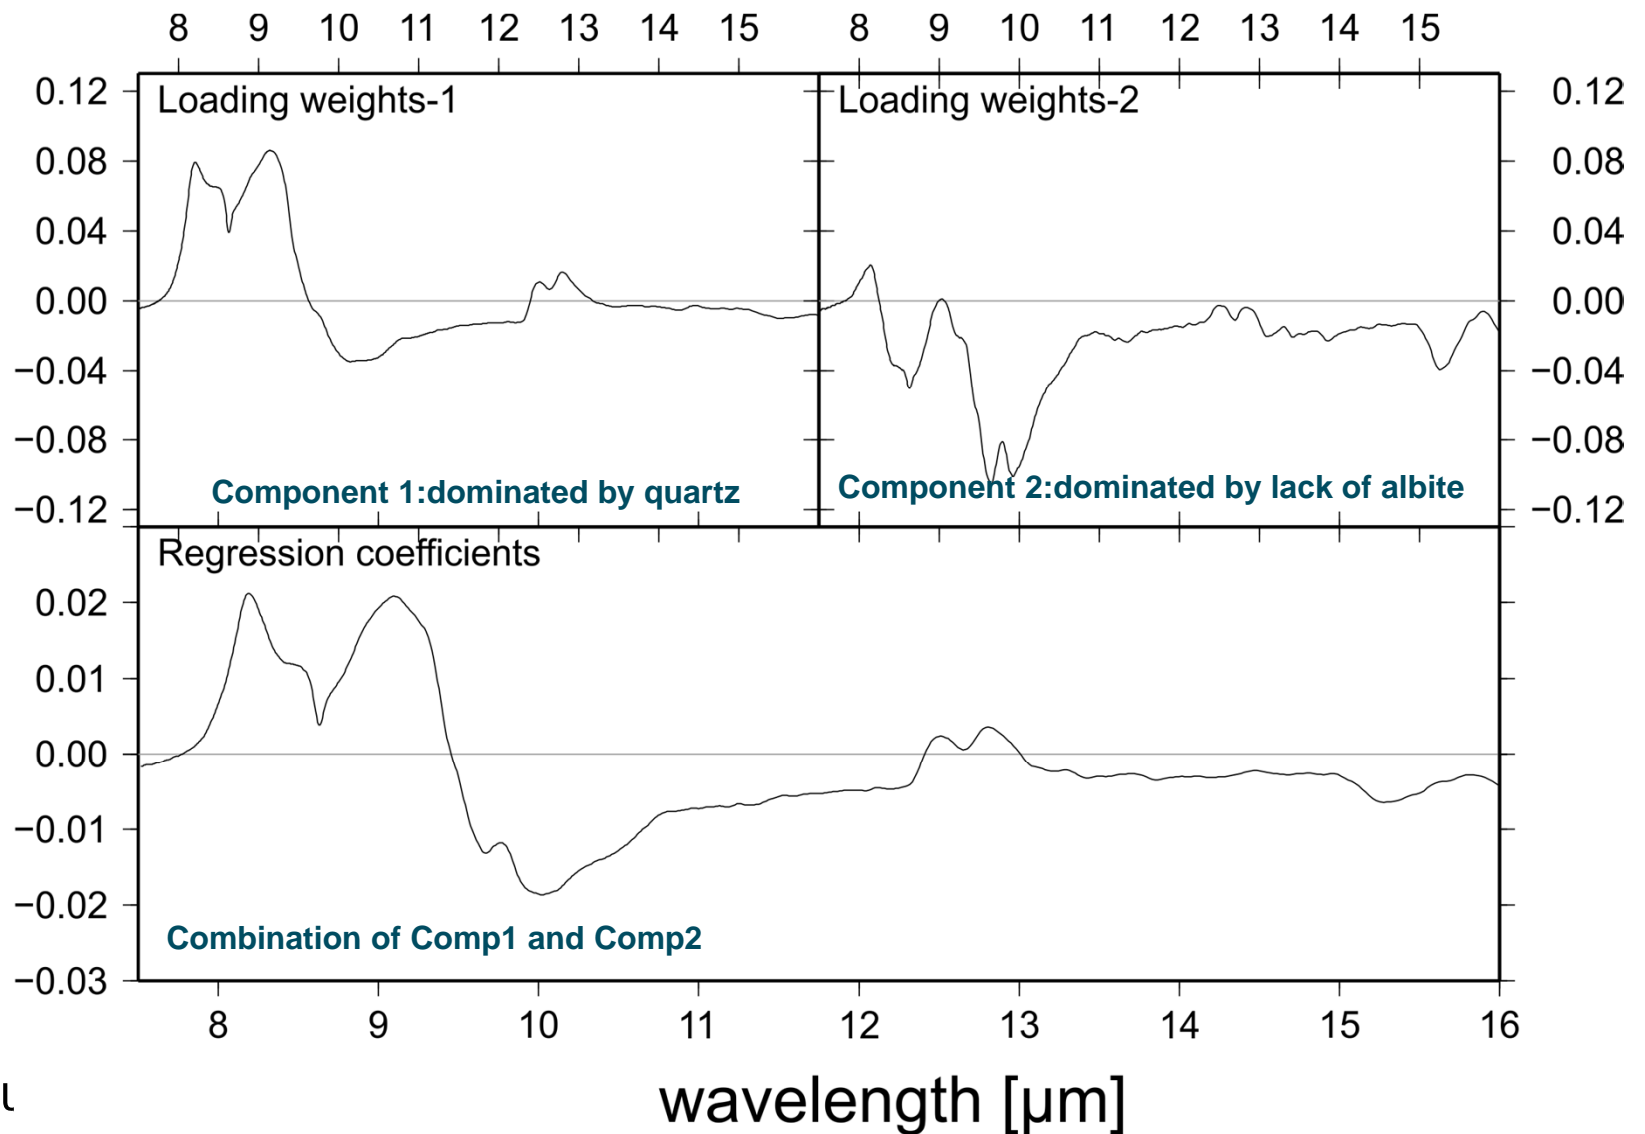 8 9 10 11 12 13 14 15 8 9 10 11 12 13 14 15
0.12 Loading weights-1 Loading weights-2 0.12
0.08 0.08
0.04 0.04
0.00 0.00
−0.04 −0.04
−0.08 −0.08
Component 1:dominated by quartz Component 2:dominated by lack of albite
−0.12 −0.12
Regression coefficients
0.02
0.01
0.00
−0.01
−0.02
Combination of Comp1 and Comp2
−0.03
8 9 10 11 12 13 14 15 16
wavelength [µm]